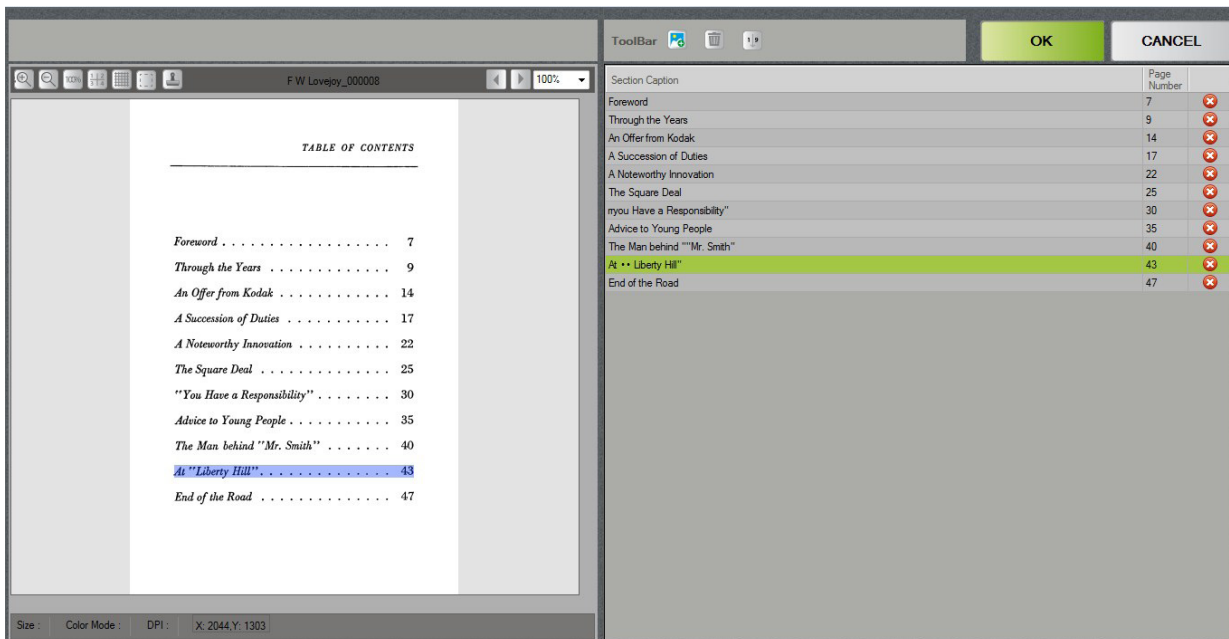 ToolBar
OK
CANCEL
F W Lovejoy_000008
100%
TABLE OF CONTENTS
Foreword . . . . . . . . . . . . . . . . . . 7
Through the Years . . . . . . . . . . . . . 9
An Offer from Kodak . . . . . . . . . . . . 14
A Succession of Duties . . . . . . . . . . . 17
A Noteworthy Innovation . . . . . . . . . . 22
The Square Deal . . . . . . . . . . . . . . 25
"You Have a Responsibility" . . . . . . . . 30
Advice to Young People . . . . . . . . . . . 35
The Man behind "Mr. Smith" . . . . . . . 40
At "Liberty Hill" . . . . . . . . . . . . . . 43
End of the Road . . . . . . . . . . . . . . 47
Size :
Color Mode :
DPI :
X: 2044,Y: 1303
Section Caption Page Number
Foreword 7
Through the Years 9
An Offer from Kodak 14
A Succession of Duties 17
A Noteworthy Innovation 22
The Square Deal 25
rryou Have a Responsibility" 30
Advice to Young People 35
The Man behind ""Mr. Smith" 40
At •• Liberty Hill" 43
End of the Road 47